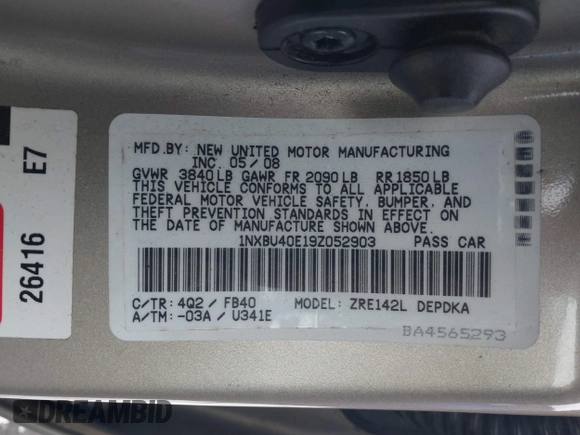 MFD.BY: NEW UNITED MOTOR MANUFACTURING
INC. 05/08
GVWR 3840LB GAWR FR 2090LB RR1850LB
THIS VEHICLE CONFORMS TO ALL APPLICABLE
FEDERAL MOTOR VEHICLE SAFETY, BUMPER, AND
THEFT PREVENTION STANDARDS IN EFFECT ON
THE DATE OF MANUFACTURE SHOWN ABOVE.
1NXBU40E19Z052903 PASS CAR
C/TR: 4Q2 / FB40 MODEL: ZRE142L DEPDKA
A/TM: -03A / U341E
BA4565293
26416 E7
DREAMBID